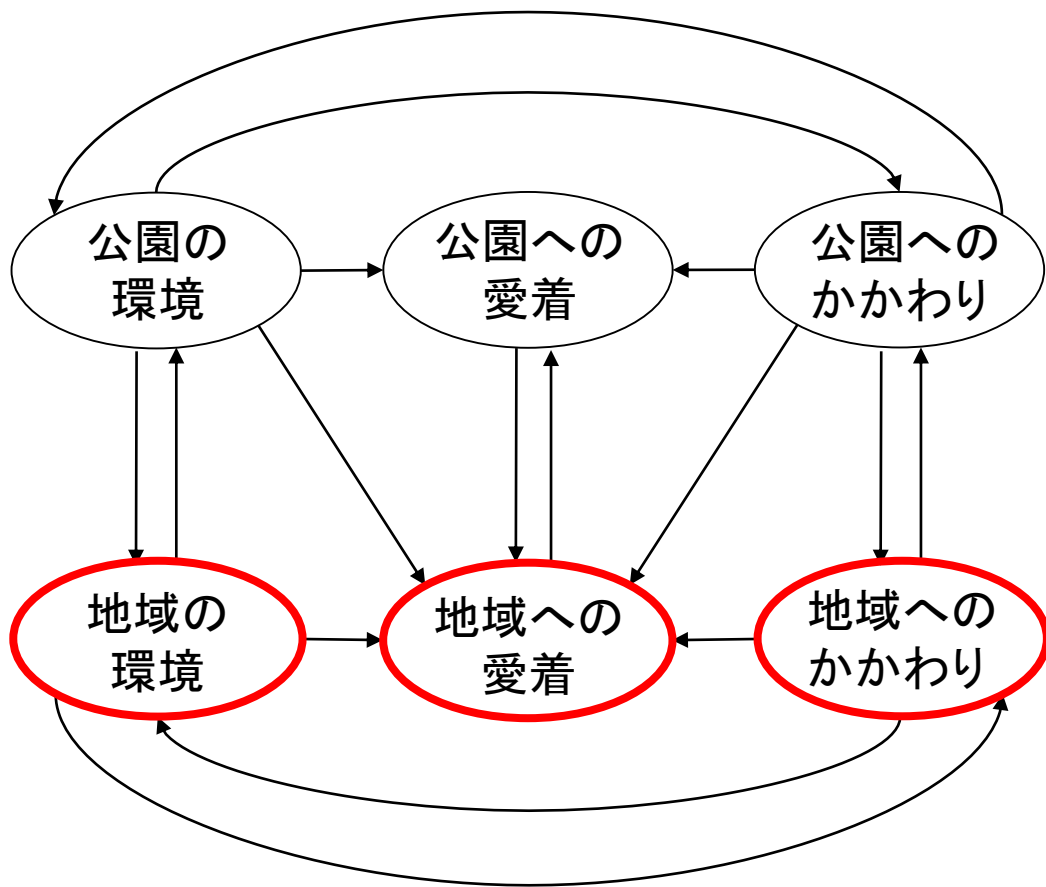 公園の
環境
公園への
愛着
公園への
かかわり
地域の
環境
地域への
愛着
地域への
かかわり